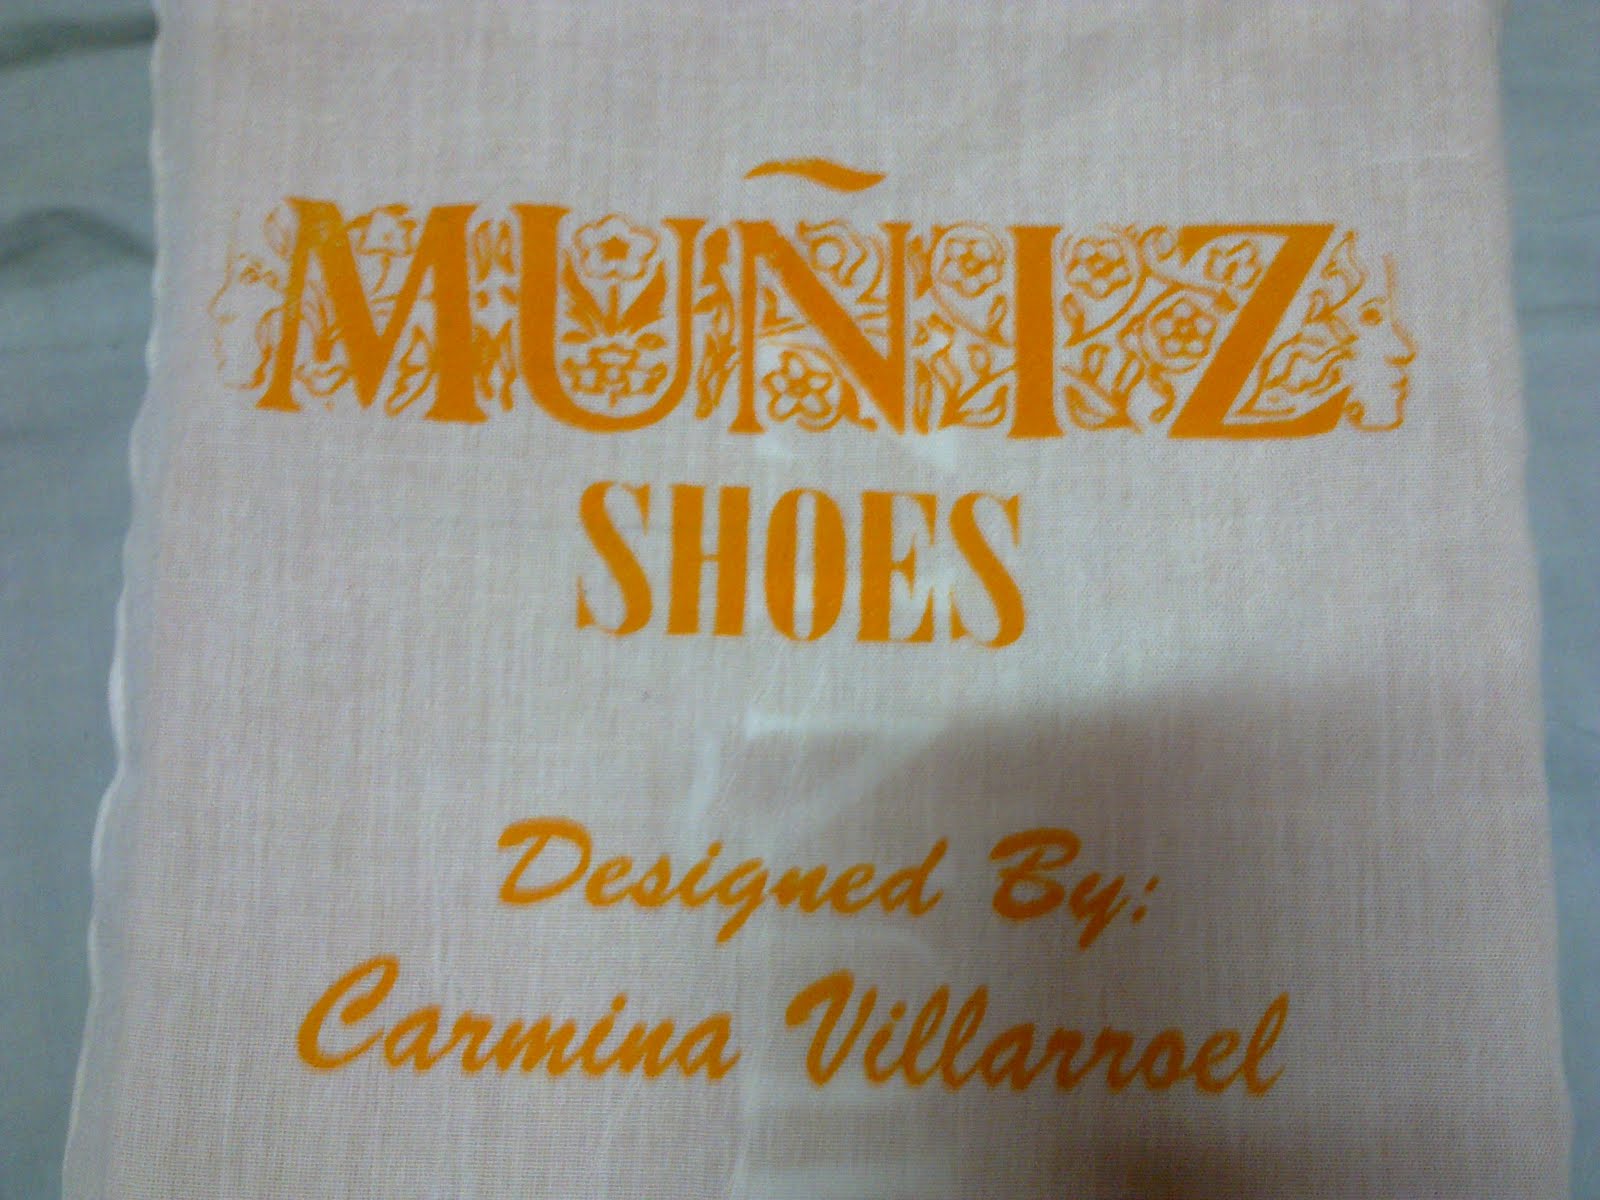 MUÑIZ
SHOES
Designed By:
Carmina Villarroel